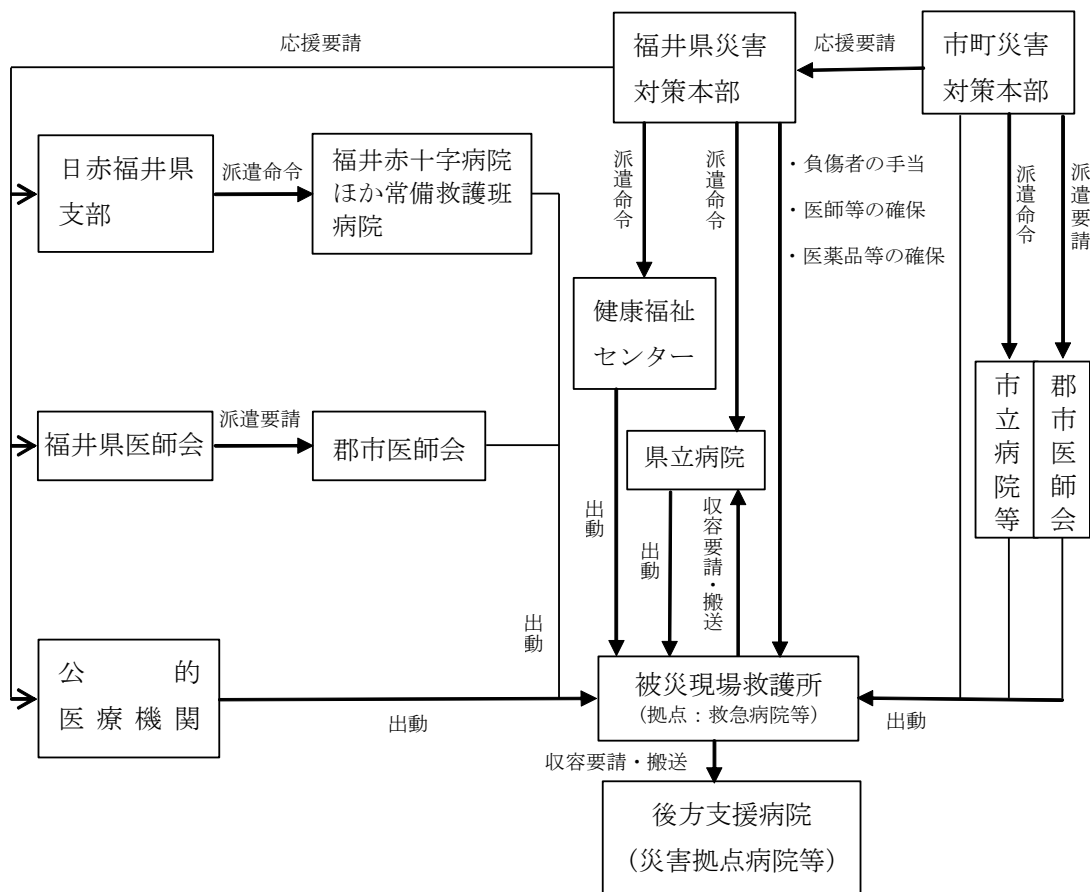 応援要請
福井県災害
対策本部
応援要請
市町災害
対策本部
日赤福井県
支部
派遣命令
福井赤十字病院
ほか常備救護班
病院
派遣命令
派遣命令
・負傷者の手当
・医師等の確保
・医薬品等の確保
派遣命令
派遣要請
健康福祉
センター
市立病院等
郡市医師会
福井県医師会
派遣要請
郡市医師会
県立病院
出動
出動
収容要請・搬送
出動
公的
医療機関
出動
被災現場救護所
(拠点：救急病院等)
出動
収容要請・搬送
後方支援病院
(災害拠点病院等)